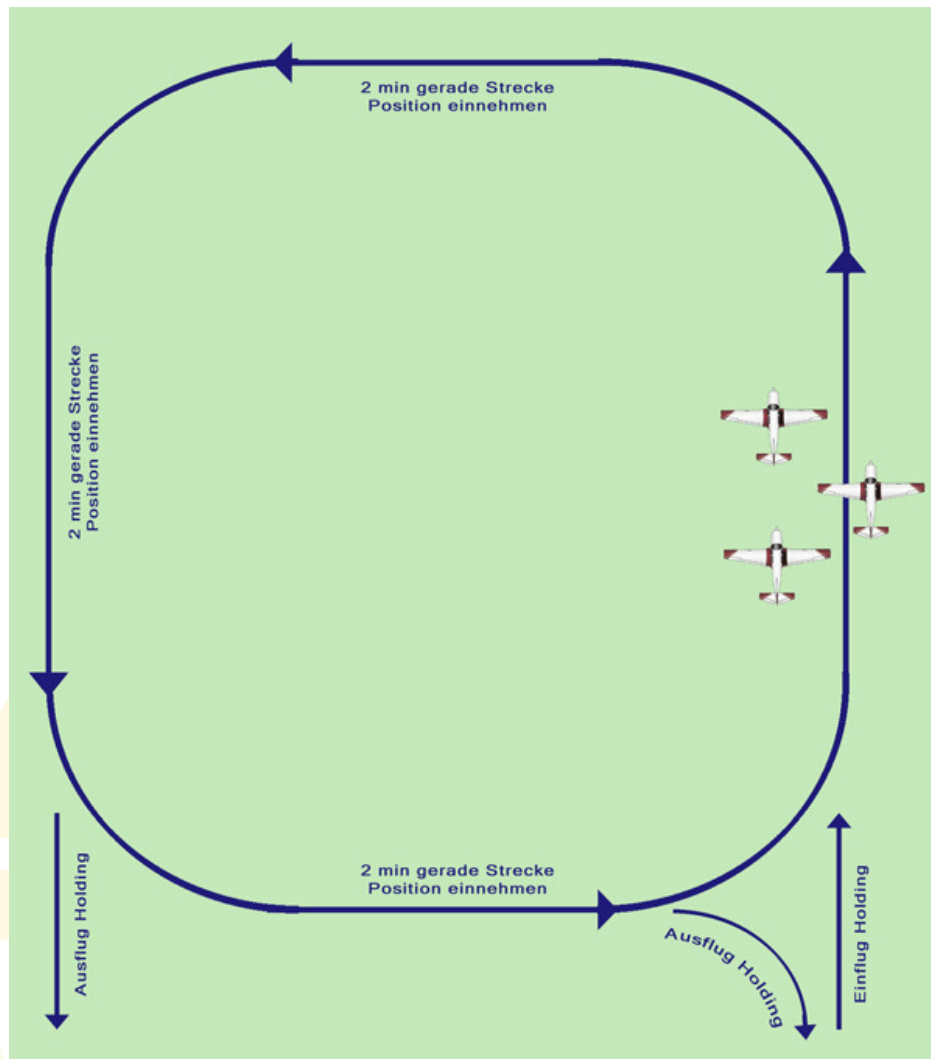 2 min gerade Strecke
Position einnehmen
2 min gerade Strecke
Position einnehmen
2 min gerade Strecke
Position einnehmen
Ausflug Holding
Ausflug Holding
Einflug Holding